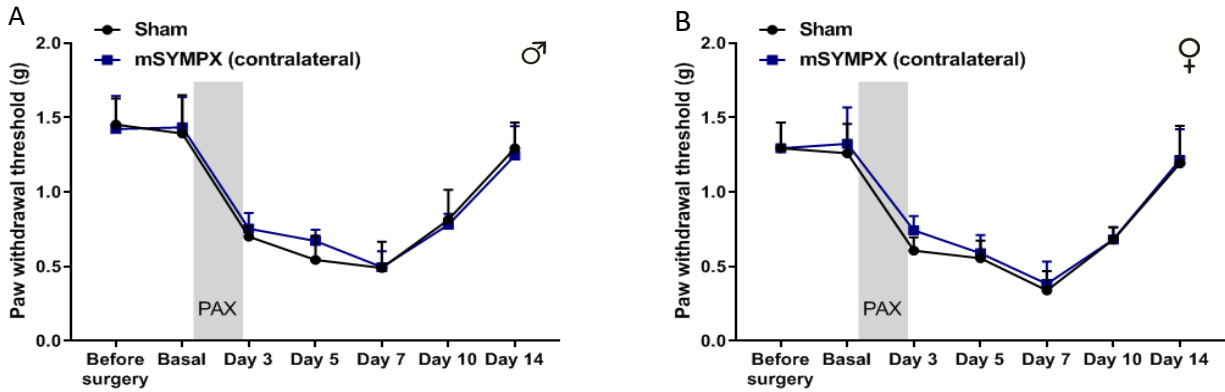 A
Sham
mSYMPX (contralateral)
♂
Paw withdrawal threshold (g)
2.0
1.5
1.0
0.5
0.0
PAX
Before surgery
Basal
Day 3
Day 5
Day 7
Day 10
Day 14
B
Sham
mSYMPX (contralateral)
♀
Paw withdrawal threshold (g)
2.0
1.5
1.0
0.5
0.0
PAX
Before surgery
Basal
Day 3
Day 5
Day 7
Day 10
Day 14